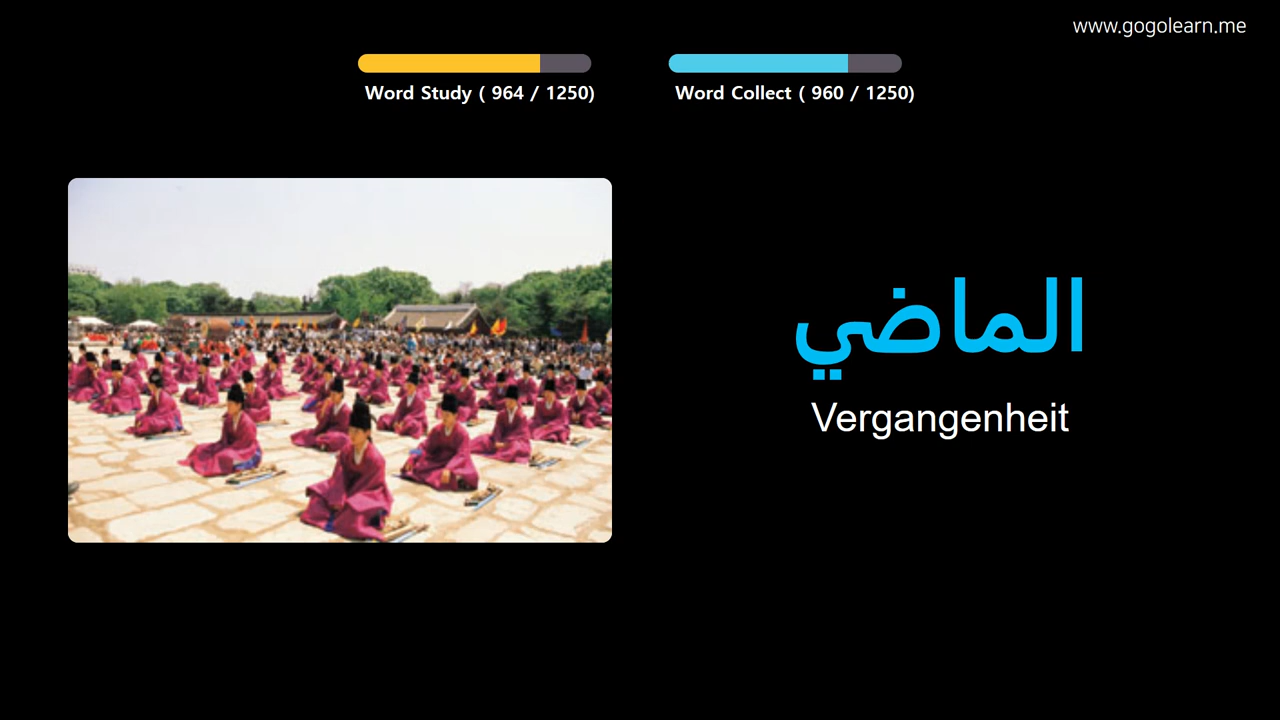 www.gogolearn.me
Word Study ( 964 / 1250)
Word Collect ( 960 / 1250)
الماضي
Vergangenheit